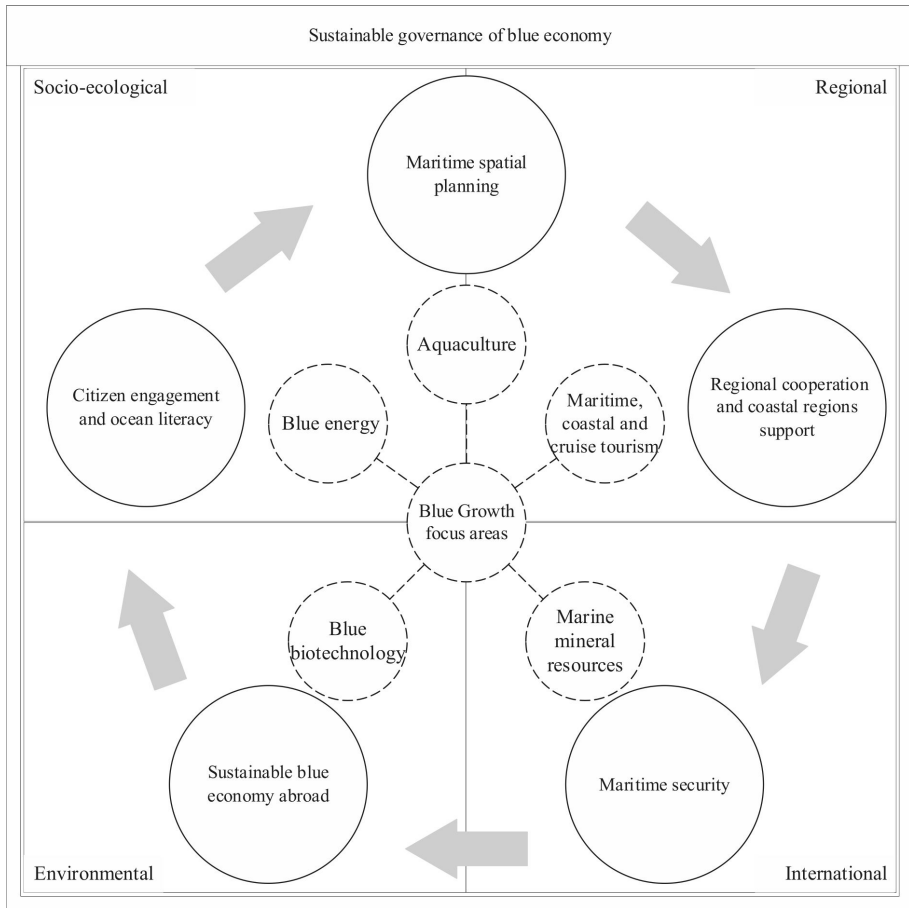 Sustainable governance of blue economy
Socio-ecological
Regional
Maritime spatial
planning
Aquaculture
Citizen engagement
and ocean literacy
Blue energy
Maritime,
coastal and
cruise tourism
Regional cooperation
and coastal regions
support
Blue Growth
focus areas
Blue
biotechnology
Marine
mineral
resources
Sustainable blue
economy abroad
Maritime security
Environmental
International